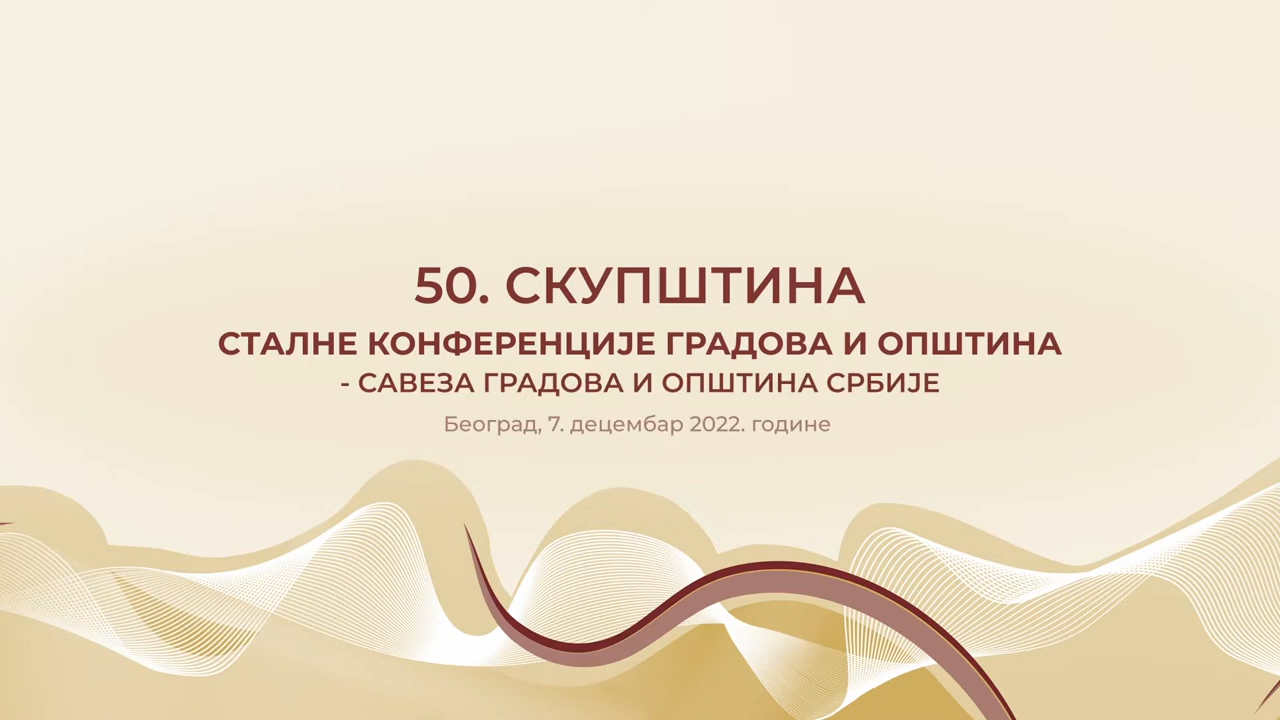 50. СКУПШТИНА
СТАЛНЕ КОНФЕРЕНЦИЈЕ ГРАДОВА И ОПШТИНА
- САВЕЗА ГРАДОВА И ОПШТИНА СРБИЈЕ
Београд, 7. децембар 2022. године